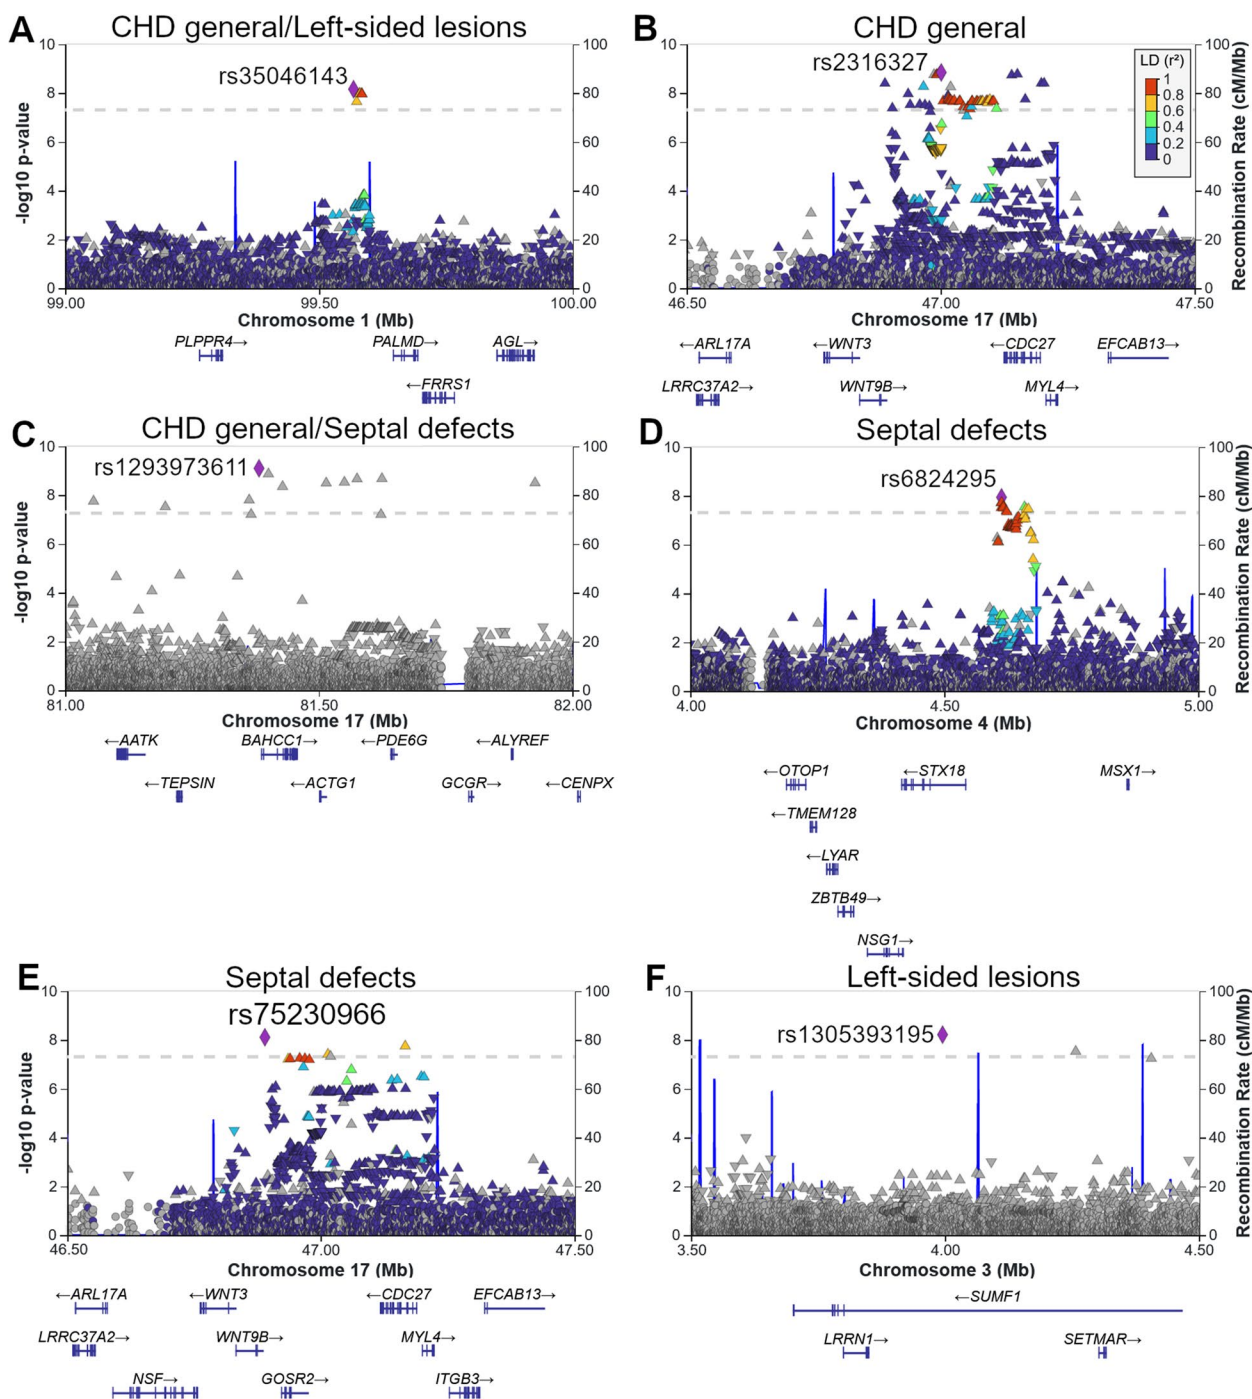 A
CHD general/Left-sided lesions
rs35046143
-log10 p-value
10
8
6
4
2
0
100
80
60
40
20
0
99.00
99.50
100.00
Chromosome 1 (Mb)
PLPPR4→
PALMD→
AGL→
←FRRS1
B
CHD general
rs2316327
LD (r²)
1
0.8
0.6
0.4
0.2
0
10
8
6
4
2
0
100
80
60
40
20
0
Recombination Rate (cM/Mb)
46.50
47.00
47.50
Chromosome 17 (Mb)
←ARL17A
←WNT3
←CDC27
EFCAB13→
LRRC37A2→
WNT9B→
MYL4→
C
CHD general/Septal defects
rs1293973611
-log10 p-value
10
8
6
4
2
0
100
80
60
40
20
0
81.00
81.50
82.00
Chromosome 17 (Mb)
←AATK
BAHCC1→
←PDE6G
←ALYREF
←TEPSIN
←ACTG1
GCGR→
←CENPX
D
Septal defects
rs6824295
10
8
6
4
2
0
100
80
60
40
20
0
Recombination Rate (cM/Mb)
4.00
4.50
5.00
Chromosome 4 (Mb)
←OTOP1
←STX18
MSX1→
←TMEM128
←LYAR
ZBTB49→
NSG1→
E
Septal defects
rs75230966
-log10 p-value
10
8
6
4
2
0
100
80
60
40
20
0
46.50
47.00
47.50
Chromosome 17 (Mb)
←ARL17A
←WNT3
←CDC27
EFCAB13→
LRRC37A2→
WNT9B→
MYL4→
NSF→
GOSR2→
ITGB3→
F
Left-sided lesions
rs1305393195
10
8
6
4
2
0
100
80
60
40
20
0
Recombination Rate (cM/Mb)
3.50
4.00
4.50
Chromosome 3 (Mb)
←SUMF1
LRRN1→
SETMAR→